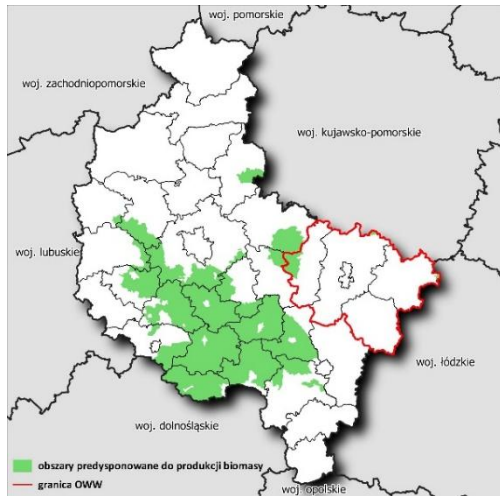 woj. pomorskie
woj. zachodniopomorskie
woj. kujawsko-pomorskie
woj. lubuskie
woj. łódzkie
woj. dolnośląskie
obszary predysponowane do produkcji biomasy
granica OWW
woj. opolskie